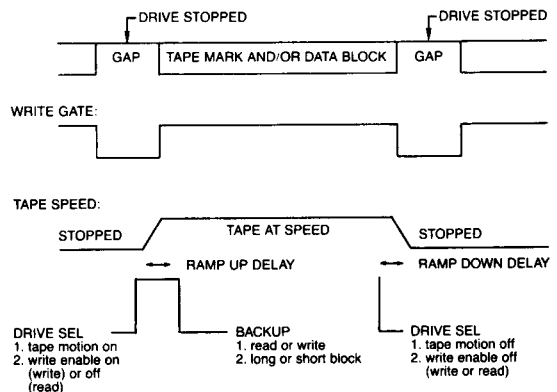 DRIVE STOPPED DRIVE STOPPED
GAP TAPE MARK AND/OR DATA BLOCK GAP
WRITE GATE:
TAPE SPEED:
STOPPED TAPE AT SPEED STOPPED
RAMP UP DELAY RAMP DOWN DELAY
DRIVE SEL
1. tape motion on
2. write enable on
(write) or off
(read)
BACKUP
1. read or write
2. long or short block
DRIVE SEL
1. tape motion off
2. write enable off
(write or read)